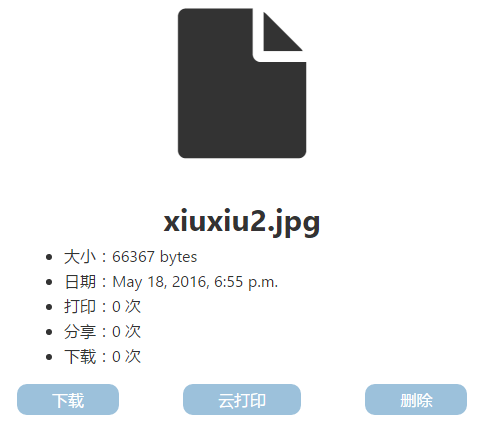 xiuxiu2.jpg
大小：66367 bytes
日期：May 18, 2016, 6:55 p.m.
打印：0 次
分享：0 次
下载：0 次
下载 云打印 删除